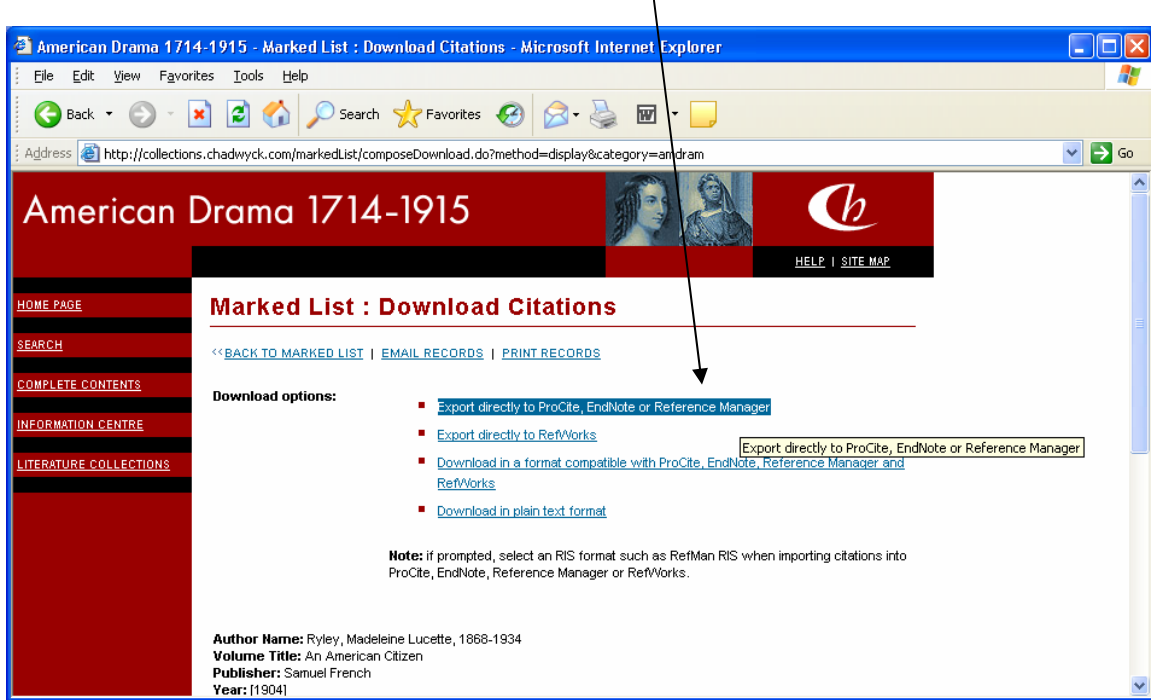 American Drama 1714-1915 - Marked List : Download Citations - Microsoft Internet Explorer
File Edit View Favorites Tools Help
Back Search Favorites
Address http://collections.chadwyck.com/markedList/composeDownload.do?method=display&category=amdram Go
American Drama 1714-1915
Ch
HELP | SITE MAP
HOME PAGE
SEARCH
COMPLETE CONTENTS
INFORMATION CENTRE
LITERATURE COLLECTIONS
Marked List : Download Citations
<<BACK TO MARKED LIST | EMAIL RECORDS | PRINT RECORDS
Download options:
Export directly to ProCite, EndNote or Reference Manager
Export directly to RefWorks
Export directly to ProCite, EndNote or Reference Manager
Download in a format compatible with ProCite, EndNote, Reference Manager and
RefWorks
Download in plain text format
Note: if prompted, select an RIS format such as RefMan RIS when importing citations into
ProCite, EndNote, Reference Manager or RefWorks.
Author Name: Ryley, Madeleine Lucette, 1868-1934
Volume Title: An American Citizen
Publisher: Samuel French
Year: [1904]